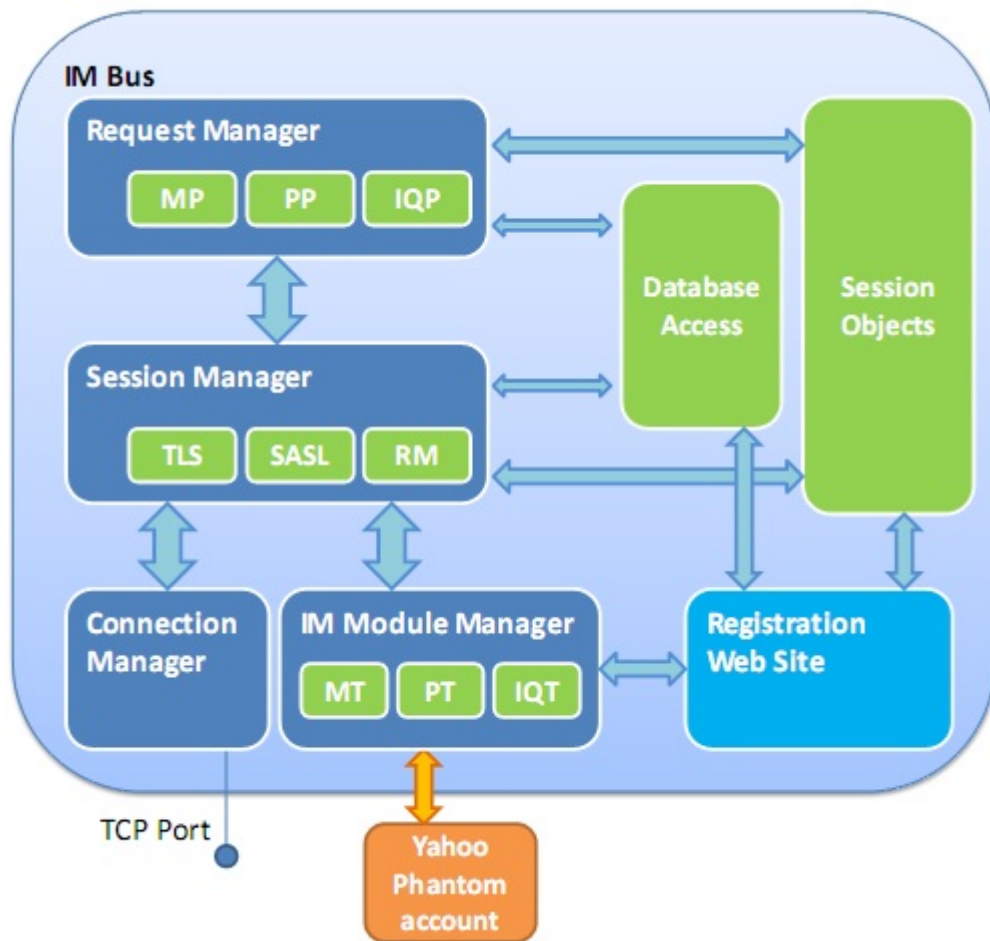 IM Bus
Request Manager
MP
PP
IQP
Database
Access
Session
Objects
Session Manager
TLS
SASL
RM
Connection
Manager
IM Module Manager
MT
PT
IQT
Registration
Web Site
TCP Port
Yahoo
Phantom
account